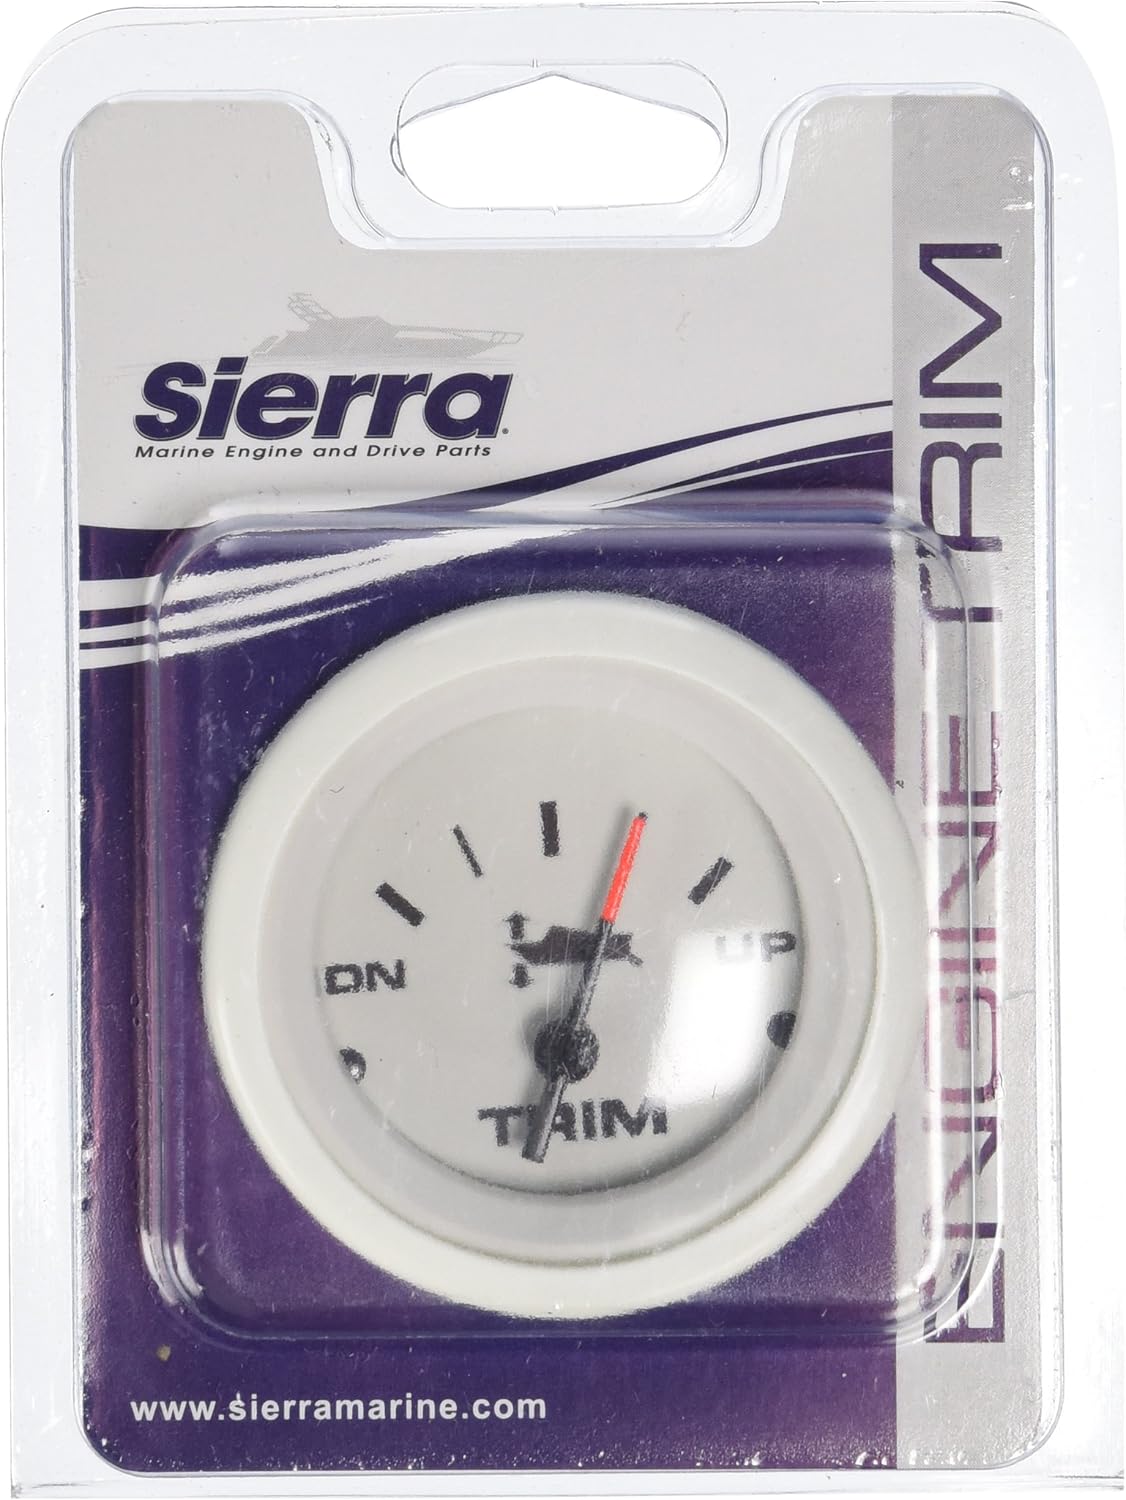 Sierra
Marine Engine and Drive Parts
ENGINE TRIM
DN
UP
TRIM
www.sierramarine.com